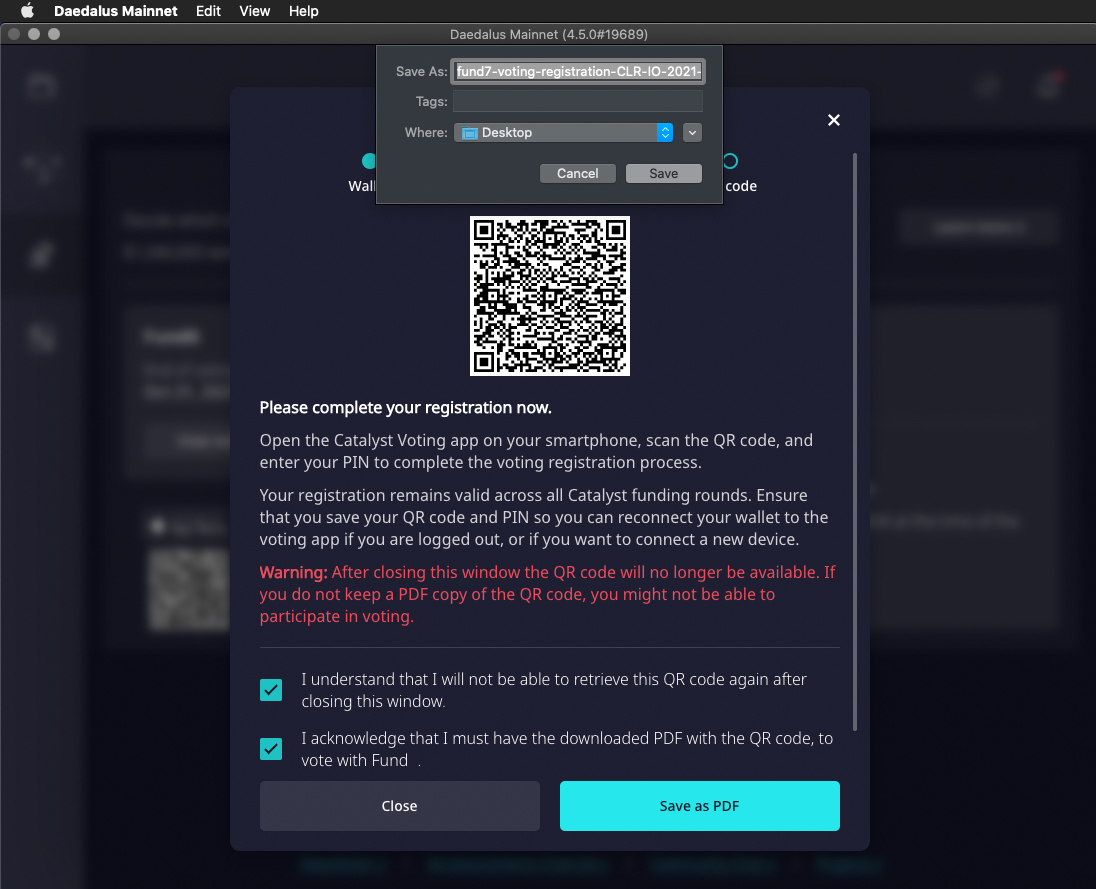 Daedalus Mainnet Edit View Help
Daedalus Mainnet (4.5.0#19689)
Save As: fund7-voting-registration-CLR-IO-2021-
Tags:
Where: Desktop
Cancel Save
Wall
code
Please complete your registration now.
Open the Catalyst Voting app on your smartphone, scan the QR code, and
enter your PIN to complete the voting registration process.
Your registration remains valid across all Catalyst funding rounds. Ensure
that you save your QR code and PIN so you can reconnect your wallet to the
voting app if you are logged out, or if you want to connect a new device.
Warning: After closing this window the QR code will no longer be available. If
you do not keep a PDF copy of the QR code, you might not be able to
participate in voting.
I understand that I will not be able to retrieve this QR code again after
closing this window.
I acknowledge that I must have the downloaded PDF with the QR code, to
vote with Fund .
Close Save as PDF